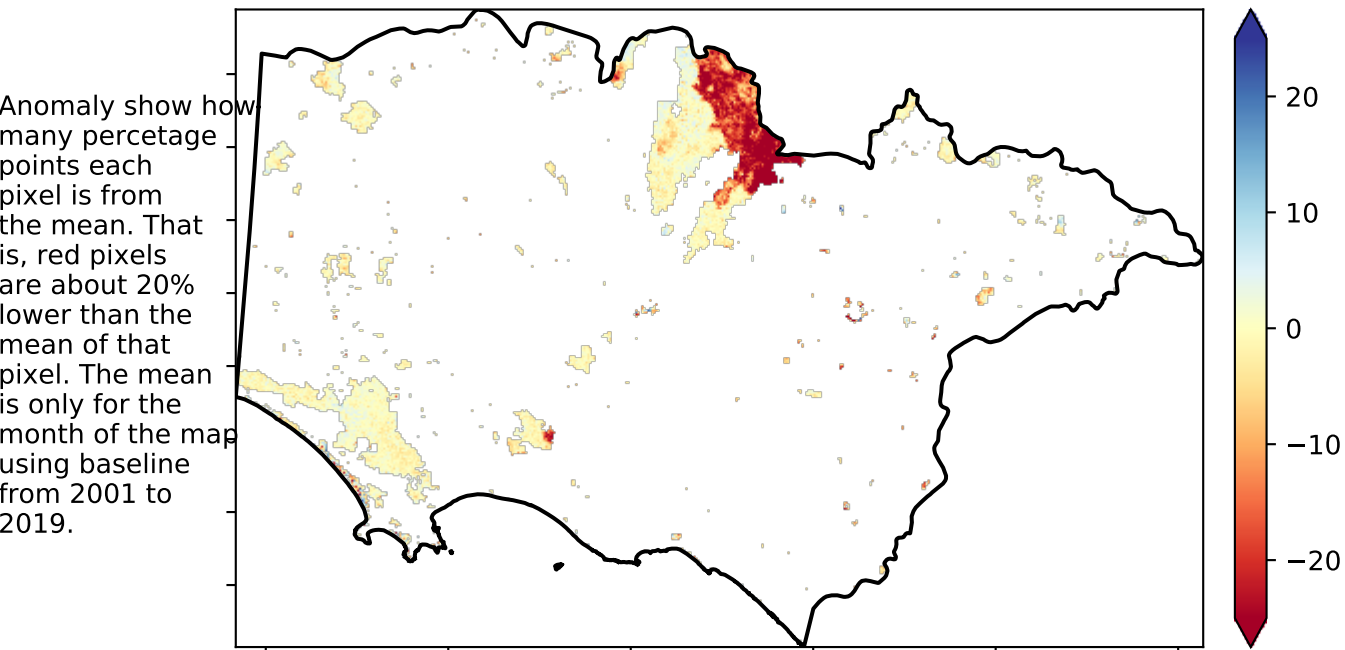 Anomaly show how
many percetage
points each
pixel is from
the mean. That
is, red pixels
are about 20%
lower than the
mean of that
pixel. The mean
is only for the
month of the map
using baseline
from 2001 to
2019.
20
10
0
−10
−20